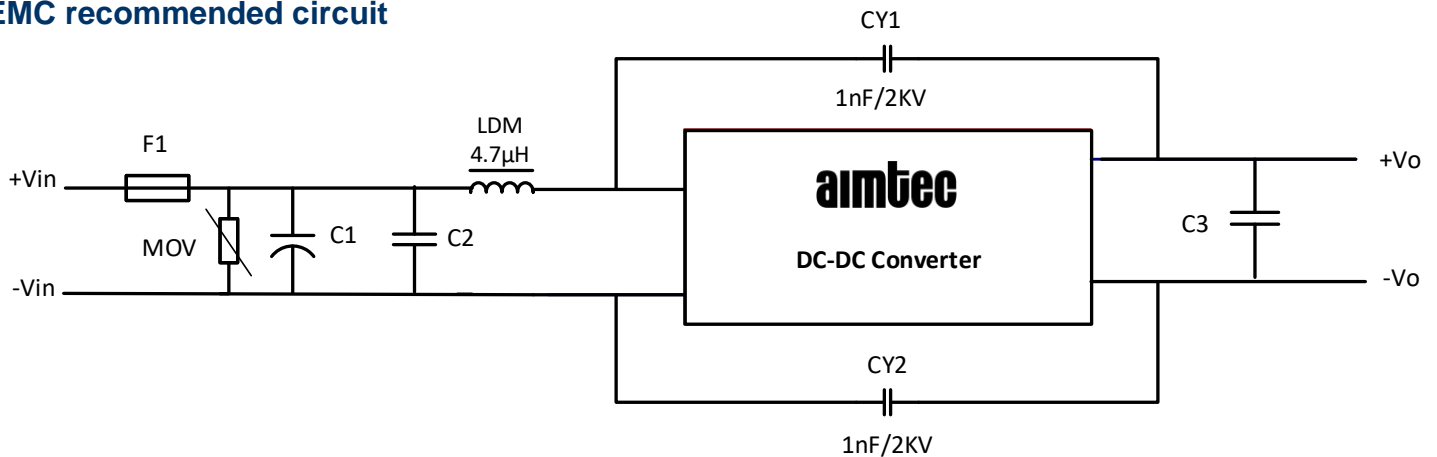 EMC recommended circuit
CY1
1nF/2KV
LDM
4.7µH
F1
+Vin
MOV
C1
C2
-Vin
aimtec
DC-DC Converter
C3
+Vo
-Vo
CY2
1nF/2KV